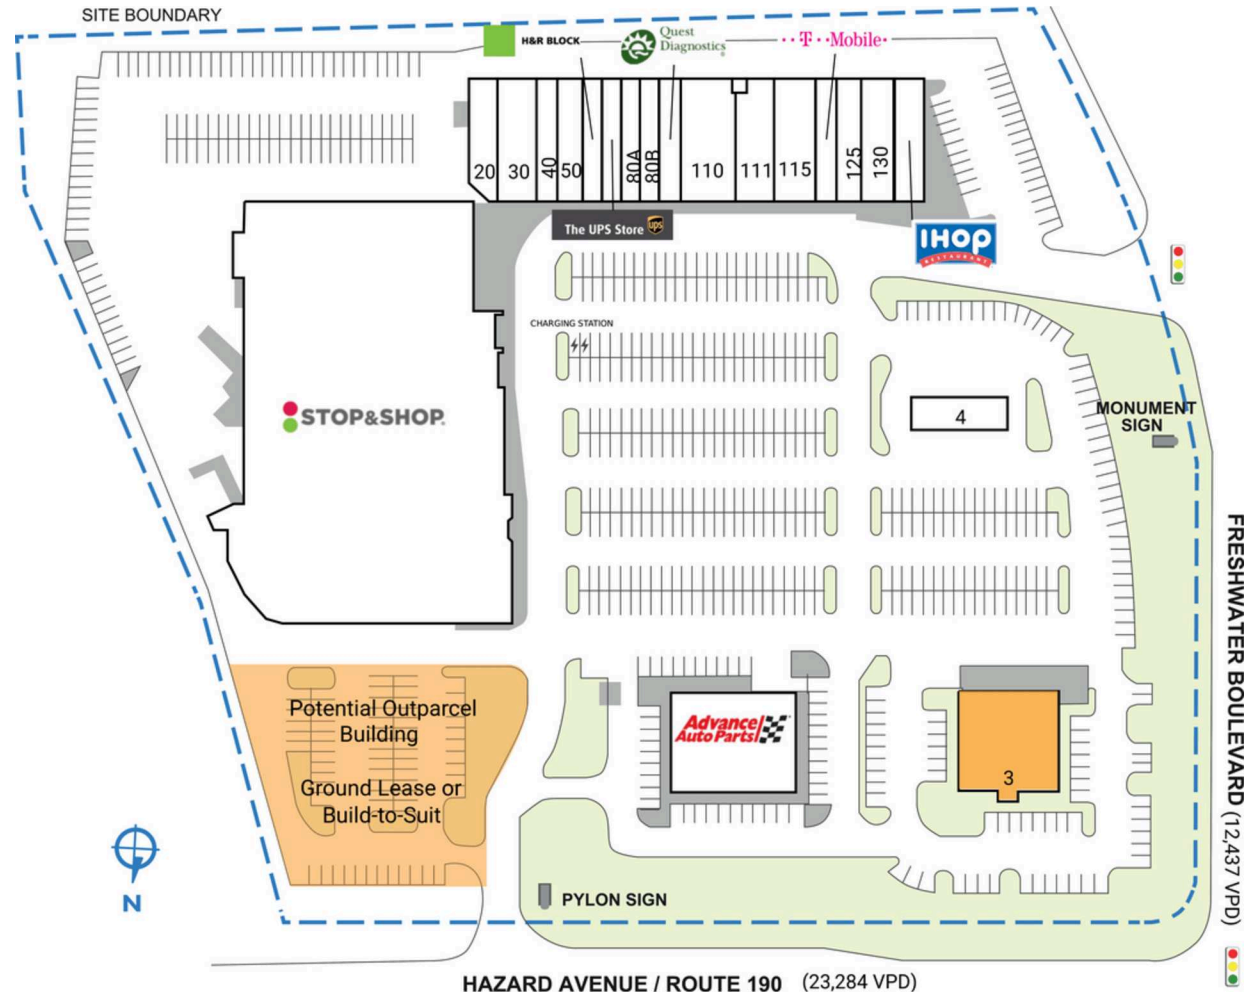 SITE BOUNDARY
H&R BLOCK
Quest
Diagnostics
T-Mobile
20
30
40
50
80A
80B
110
111
115
125
130
The UPS Store
ups
IHOP
RESTAURANT
CHARGING STATION
STOP&SHOP
4
MONUMENT
SIGN
Potential Outparcel
Building
Ground Lease or
Build-to-Suit
Advance
Auto Parts
3
FRESHWATER BOULEVARD (12,437 VPD)
N
PYLON SIGN
HAZARD AVENUE / ROUTE 190 (23,284 VPD)